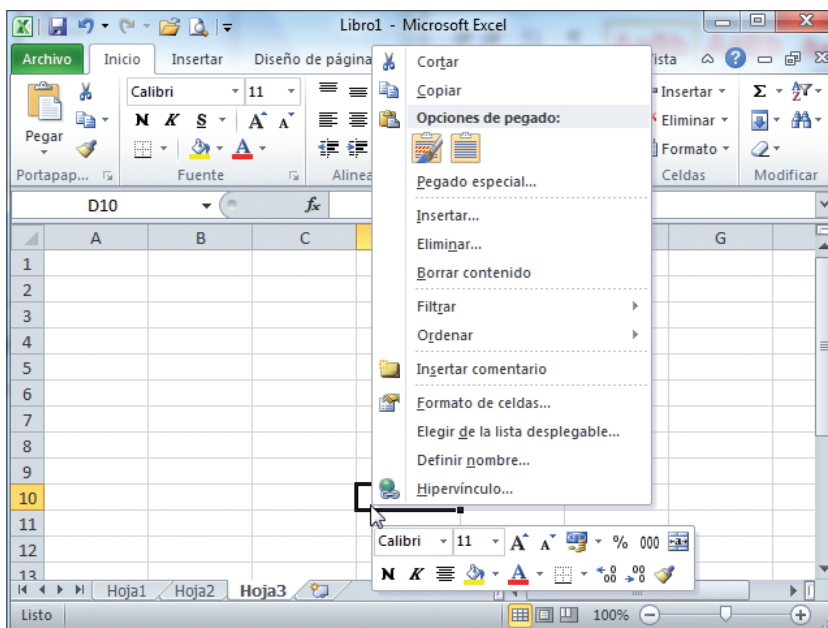 Libro1 - Microsoft Excel
Archivo Inicio Insertar Diseño de página ista
Cortar
Copiar
Opciones de pegado:
Pegado especial...
Insertar...
Eliminar...
Borrar contenido
Filtrar
Ordenar
Insertar comentario
Formato de celdas...
Elegir de la lista desplegable...
Definir nombre...
Hipervínculo...
Pegar
Calibri 11
N K S A A
A
Portapap... Fuente Alinea
Insertar
Eliminar
Formato
Celdas
Σ
Modificar
D10 fx
A B C G
1
2
3
4
5
6
7
8
9
10
11
12
13
Calibri 11 A A % 000
N K A
Hoja1 Hoja2 Hoja3
Listo 100%